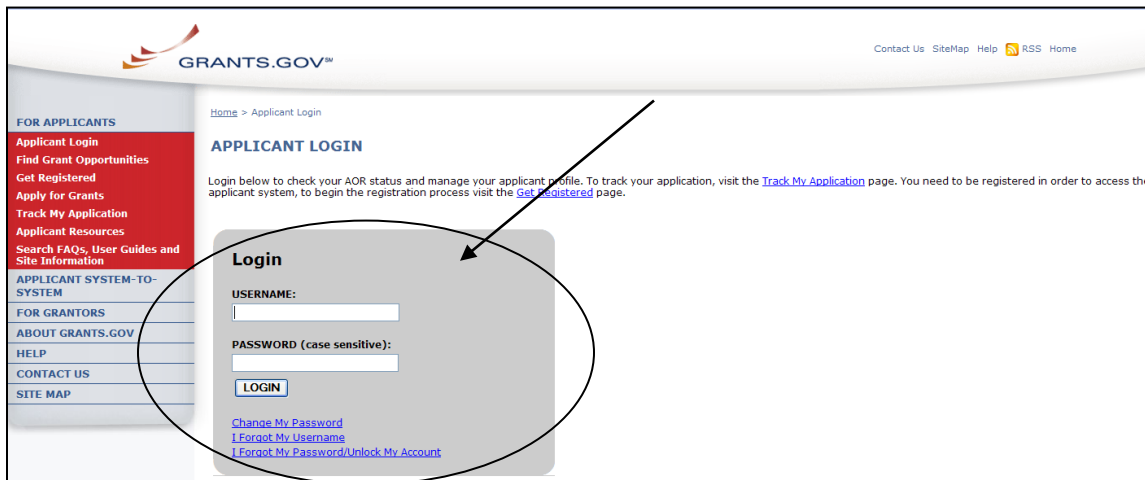 GRANTS.GOV℠
Contact Us SiteMap Help RSS Home
FOR APPLICANTS
Applicant Login
Find Grant Opportunities
Get Registered
Apply for Grants
Track My Application
Applicant Resources
Search FAQs, User Guides and
Site Information
APPLICANT SYSTEM-TO-
SYSTEM
FOR GRANTORS
ABOUT GRANTS.GOV
HELP
CONTACT US
SITE MAP
Home > Applicant Login
APPLICANT LOGIN
Login below to check your AOR status and manage your applicant profile. To track your application, visit the Track My Application page. You need to be registered in order to access the
applicant system, to begin the registration process visit the Get Registered page.
Login
USERNAME:
PASSWORD (case sensitive):
LOGIN
Change My Password
I Forgot My Username
I Forgot My Password/Unlock My Account